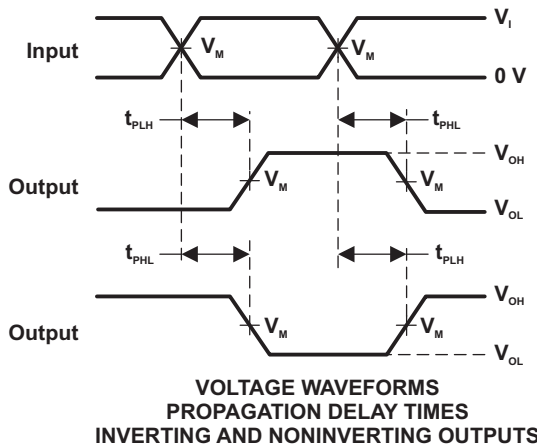 V_I
Input
V_M
V_M
0 V
t_PLH
t_PHL
V_OH
Output
V_M
V_M
V_OL
t_PHL
t_PLH
V_OH
Output
V_M
V_M
V_OL
VOLTAGE WAVEFORMS
PROPAGATION DELAY TIMES
INVERTING AND NONINVERTING OUTPUTS